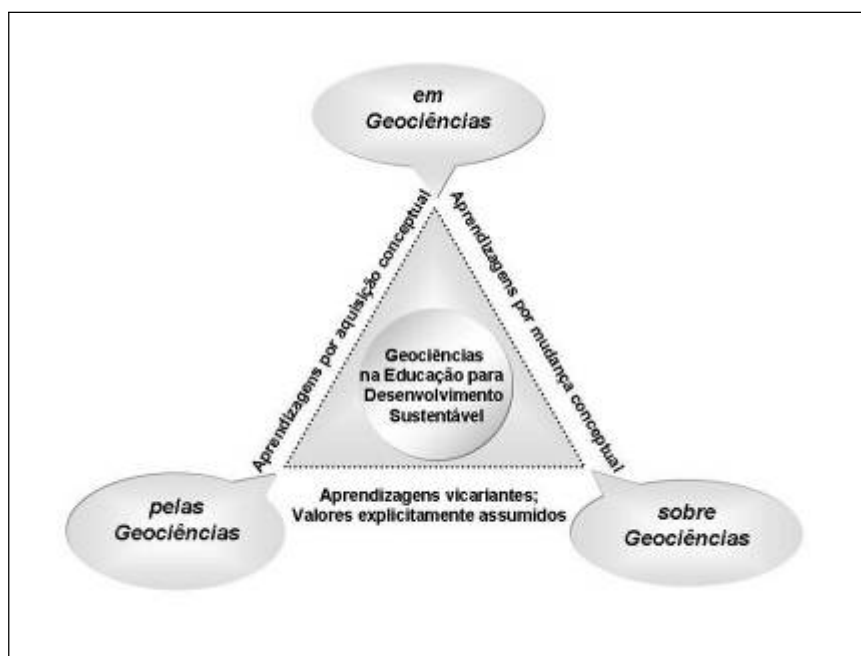 em
Geociências
Aprendizagens por aquisição conceptual
Aprendizagens por mudança conceptual
Geociências
na Educação para
Desenvolvimento
Sustentável
pelas
Geociências
Aprendizagens vicariantes;
Valores explicitamente assumidos
sobre
Geociências